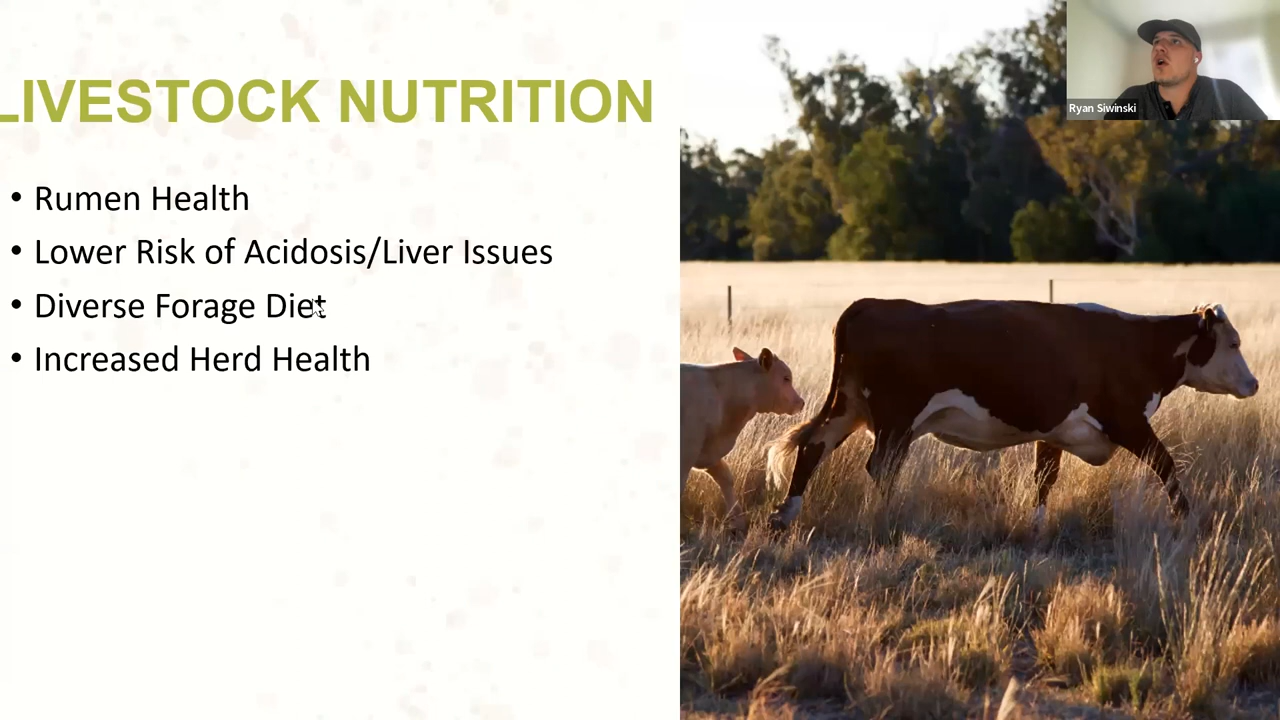 LIVESTOCK NUTRITION
Ryan Siwinski
• Rumen Health
• Lower Risk of Acidosis/Liver Issues
• Diverse Forage Diet
• Increased Herd Health